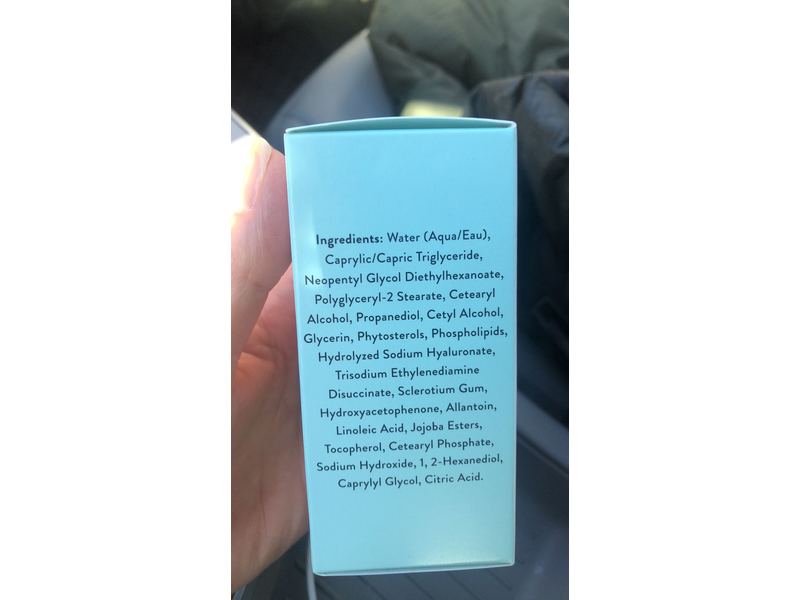 Ingredients: Water (Aqua/Eau),
Caprylic/Capric Triglyceride,
Neopentyl Glycol Diethylhexanoate,
Polyglyceryl-2 Stearate, Cetearyl
Alcohol, Propanediol, Cetyl Alcohol,
Glycerin, Phytosterols, Phospholipids,
Hydrolyzed Sodium Hyaluronate,
Trisodium Ethylenediamine
Disuccinate, Sclerotium Gum,
Hydroxyacetophenone, Allantoin,
Linoleic Acid, Jojoba Esters,
Tocopherol, Cetearyl Phosphate,
Sodium Hydroxide, 1, 2-Hexanediol,
Caprylyl Glycol, Citric Acid.